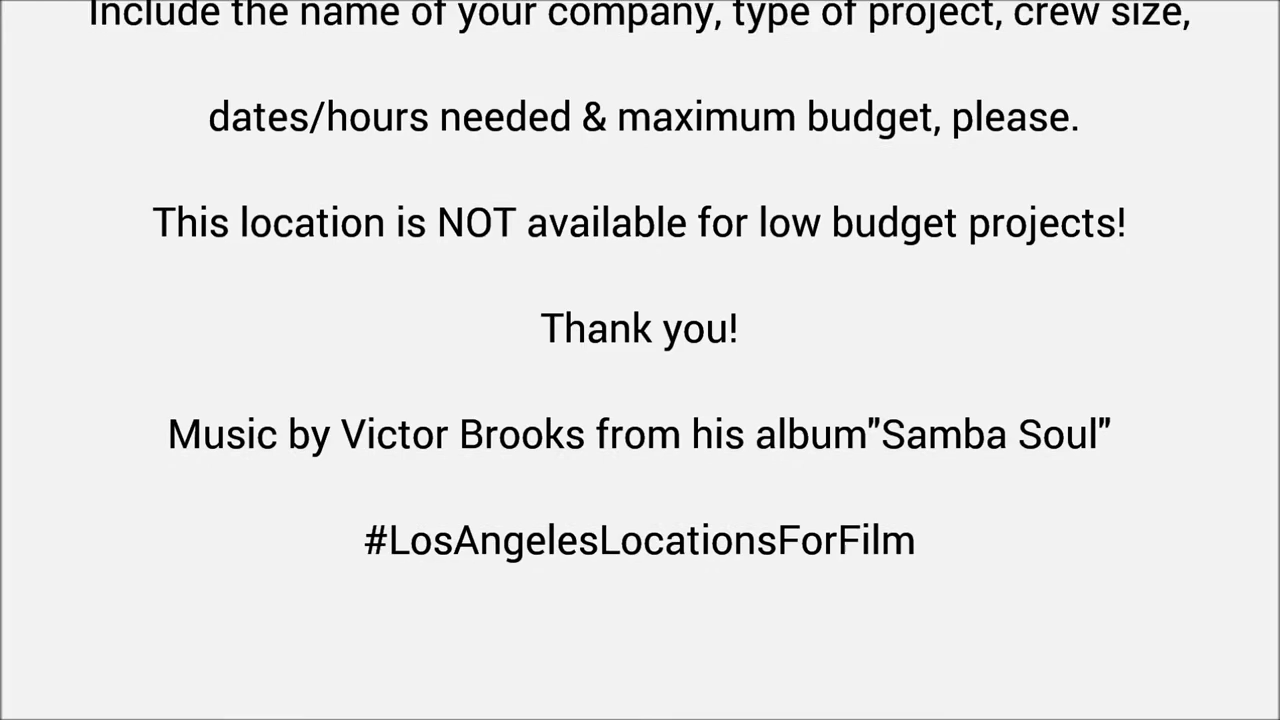 Include the name of your company, type of project, crew size,
dates/hours needed & maximum budget, please.
This location is NOT available for low budget projects!
Thank you!
Music by Victor Brooks from his album"Samba Soul"
#LosAngelesLocationsForFilm